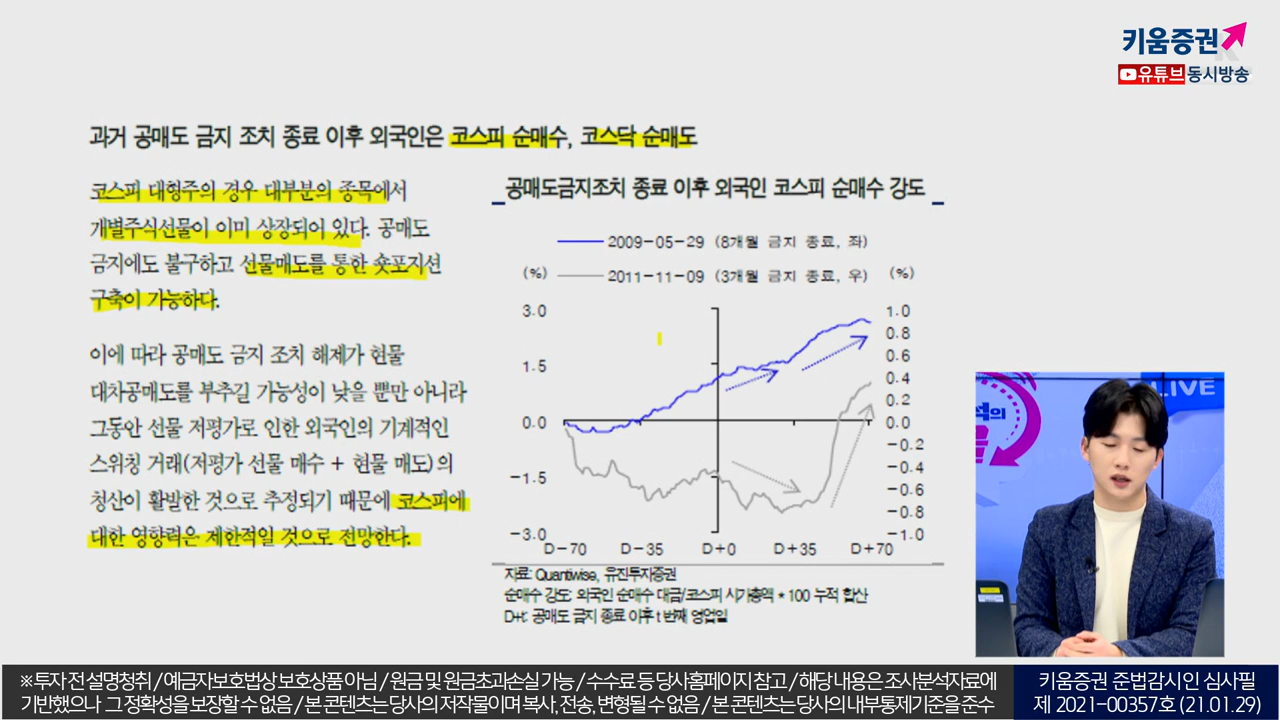 키움증권
유튜브동시방송
과거 공매도 금지 조치 종료 이후 외국인은 코스피 순매수, 코스닥 순매도
코스피 대형주의 경우 대부분의 종목에서
개별주식선물이 이미 상장되어 있다. 공매도
금지에도 불구하고 선물매도를 통한 숏포지션
구축이 가능하다.
이에 따라 공매도 금지 조치 해제가 현물
대차공매도를 부추길 가능성이 낮을 뿐만 아니라
그동안 선물 저평가로 인한 외국인의 기계적인
스위칭 거래(저평가 선물 매수 + 현물 매도)의
청산이 활발한 것으로 추정되기 때문에 코스피에
대한 영향력은 제한적일 것으로 전망한다.
공매도금지조치 종료 이후 외국인 코스피 순매수 강도
2009-05-29 (8개월 금지 종료, 좌)
(%) 2011-11-09 (3개월 금지 종료, 우) (%)
3.0
1.5
0.0
-1.5
-3.0
1.0
0.8
0.6
0.4
0.2
0.0
-0.2
-0.4
-0.6
-0.8
-1.0
D-70 D-35 D+0 D+35 D+70
자료: Quantiwise, 유진투자증권
순매수 강도: 외국인 순매수 대금/코스피 시가총액 * 100 누적 합산
D+t: 공매도 금지 종료 이후 t 번째 영업일
LIVE
※투자 전 설명청취 / 예금자보호법상 보호상품 아님 / 원금 및 원금초과손실 가능 / 수수료 등 당사홈페이지 참고 / 해당 내용은 조사분석자료에
기반했으나 그 정확성을 보장할 수 없음 / 본 콘텐츠는 당사의 저작물이며 복사, 전송, 변형될 수 없음 / 본 콘텐츠는 당사의 내부통제기준을 준수
키움증권 준법감시인 심사필
제 2021-00357호 (21.01.29)